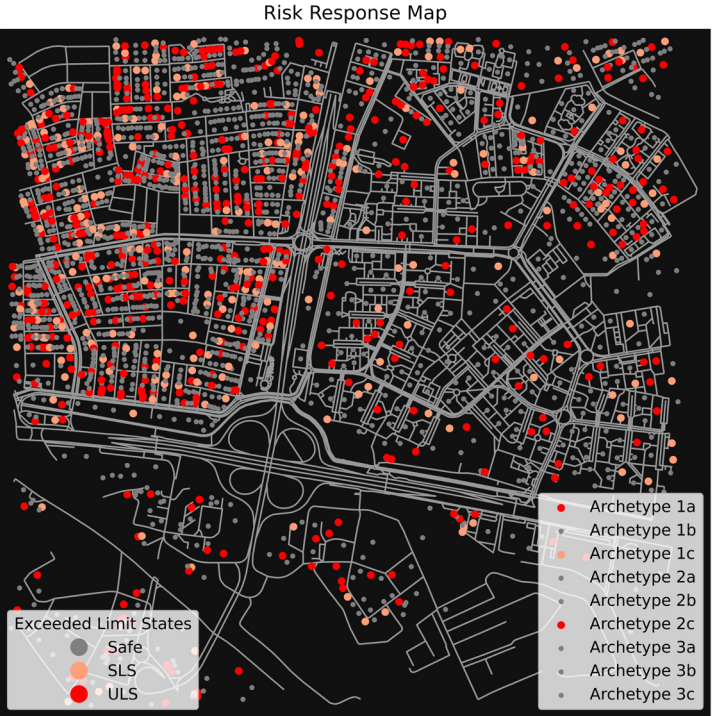 Risk Response Map
Exceeded Limit States
Safe
SLS
ULS
Archetype 1a
Archetype 1b
Archetype 1c
Archetype 2a
Archetype 2b
Archetype 2c
Archetype 3a
Archetype 3b
Archetype 3c